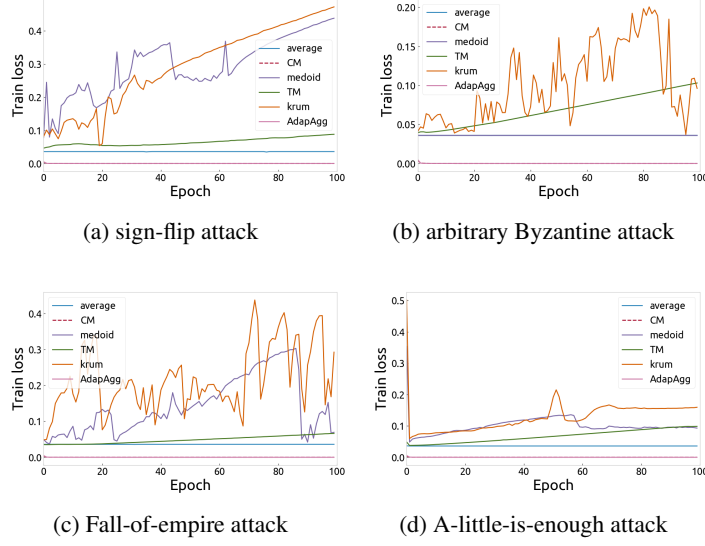 0.4
0.3
0.2
0.1
0.0
Train loss
average
CM
medoid
TM
krum
AdapAgg
0 20 40 60 80 100
Epoch
(a) sign-flip attack
0.20
0.15
0.10
0.05
0.00
Train loss
average
CM
medoid
TM
krum
AdapAgg
0 20 40 60 80 100
Epoch
(b) arbitrary Byzantine attack
0.4
0.3
0.2
0.1
0.0
Train loss
average
CM
medoid
TM
krum
AdapAgg
0 20 40 60 80 100
Epoch
(c) Fall-of-empire attack
0.5
0.4
0.3
0.2
0.1
0.0
Train loss
average
CM
medoid
TM
krum
AdapAgg
0 20 40 60 80 100
Epoch
(d) A-little-is-enough attack